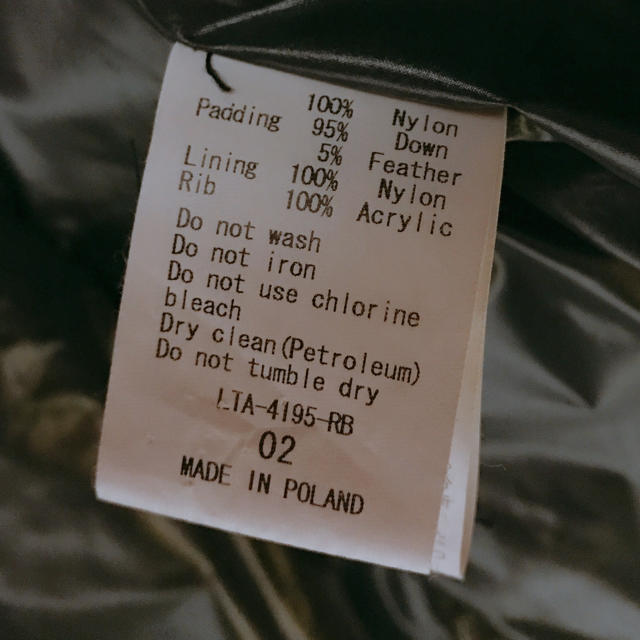 100% Nylon
Padding 95% Down
5% Feather
Lining 100% Nylon
Rib 100% Acrylic
Do not wash
Do not iron
Do not use chlorine
bleach
Dry clean(Petroleum)
Do not tumble dry
LTA-4195-RB
02
MADE IN POLAND